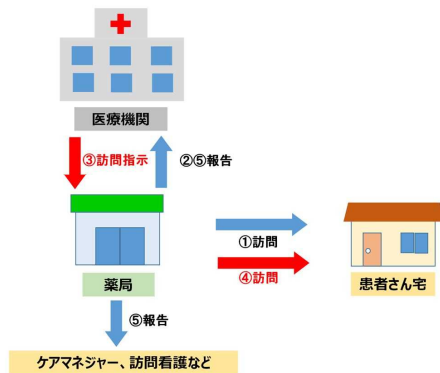 医療機関
③訪問指示
②⑤報告
①訪問
④訪問
薬局
患者さん宅
⑤報告
ケアマネジャー、訪問看護など